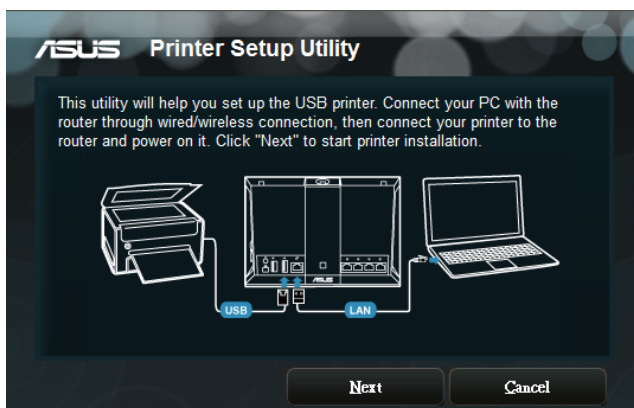 ASUS Printer Setup Utility
This utility will help you set up the USB printer. Connect your PC with the
router through wired/wireless connection, then connect your printer to the
router and power on it. Click "Next" to start printer installation.
ASUS
USB
LAN
Next Cancel